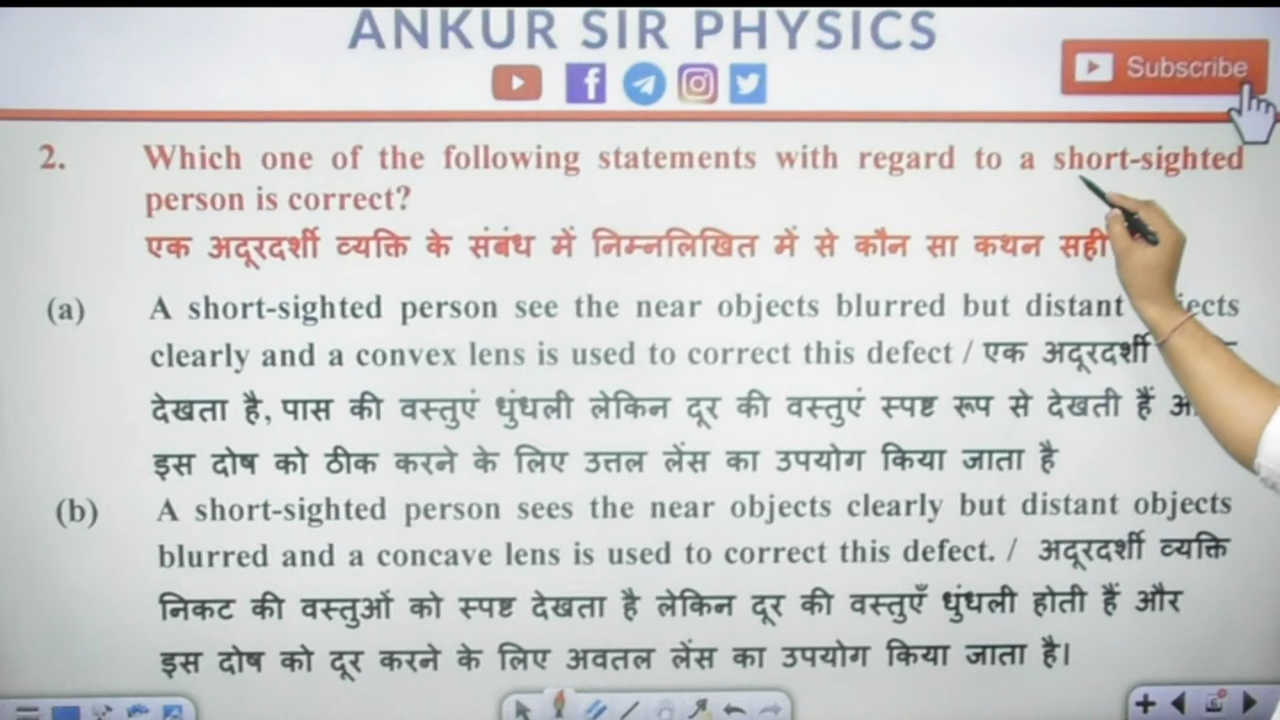 ANKUR SIR PHYSICS
Subscribe
2. Which one of the following statements with regard to a short-sighted
person is correct?
एक अदूरदर्शी व्यक्ति के संबंध में निम्नलिखित में से कौन सा कथन सही
(a) A short-sighted person see the near objects blurred but distant
clearly and a convex lens is used to correct this defect / एक अदूरदर्शी
देखता है, पास की वस्तुएं धुंधली लेकिन दूर की वस्तुएं स्पष्ट रूप से देखती हैं
इस दोष को ठीक करने के लिए उत्तल लेंस का उपयोग किया जाता है
(b) A short-sighted person sees the near objects clearly but distant objects
blurred and a concave lens is used to correct this defect. / अदूरदर्शी व्यक्ति
निकट की वस्तुओं को स्पष्ट देखता है लेकिन दूर की वस्तुएँ धुंधली होती हैं और
इस दोष को दूर करने के लिए अवतल लेंस का उपयोग किया जाता है।